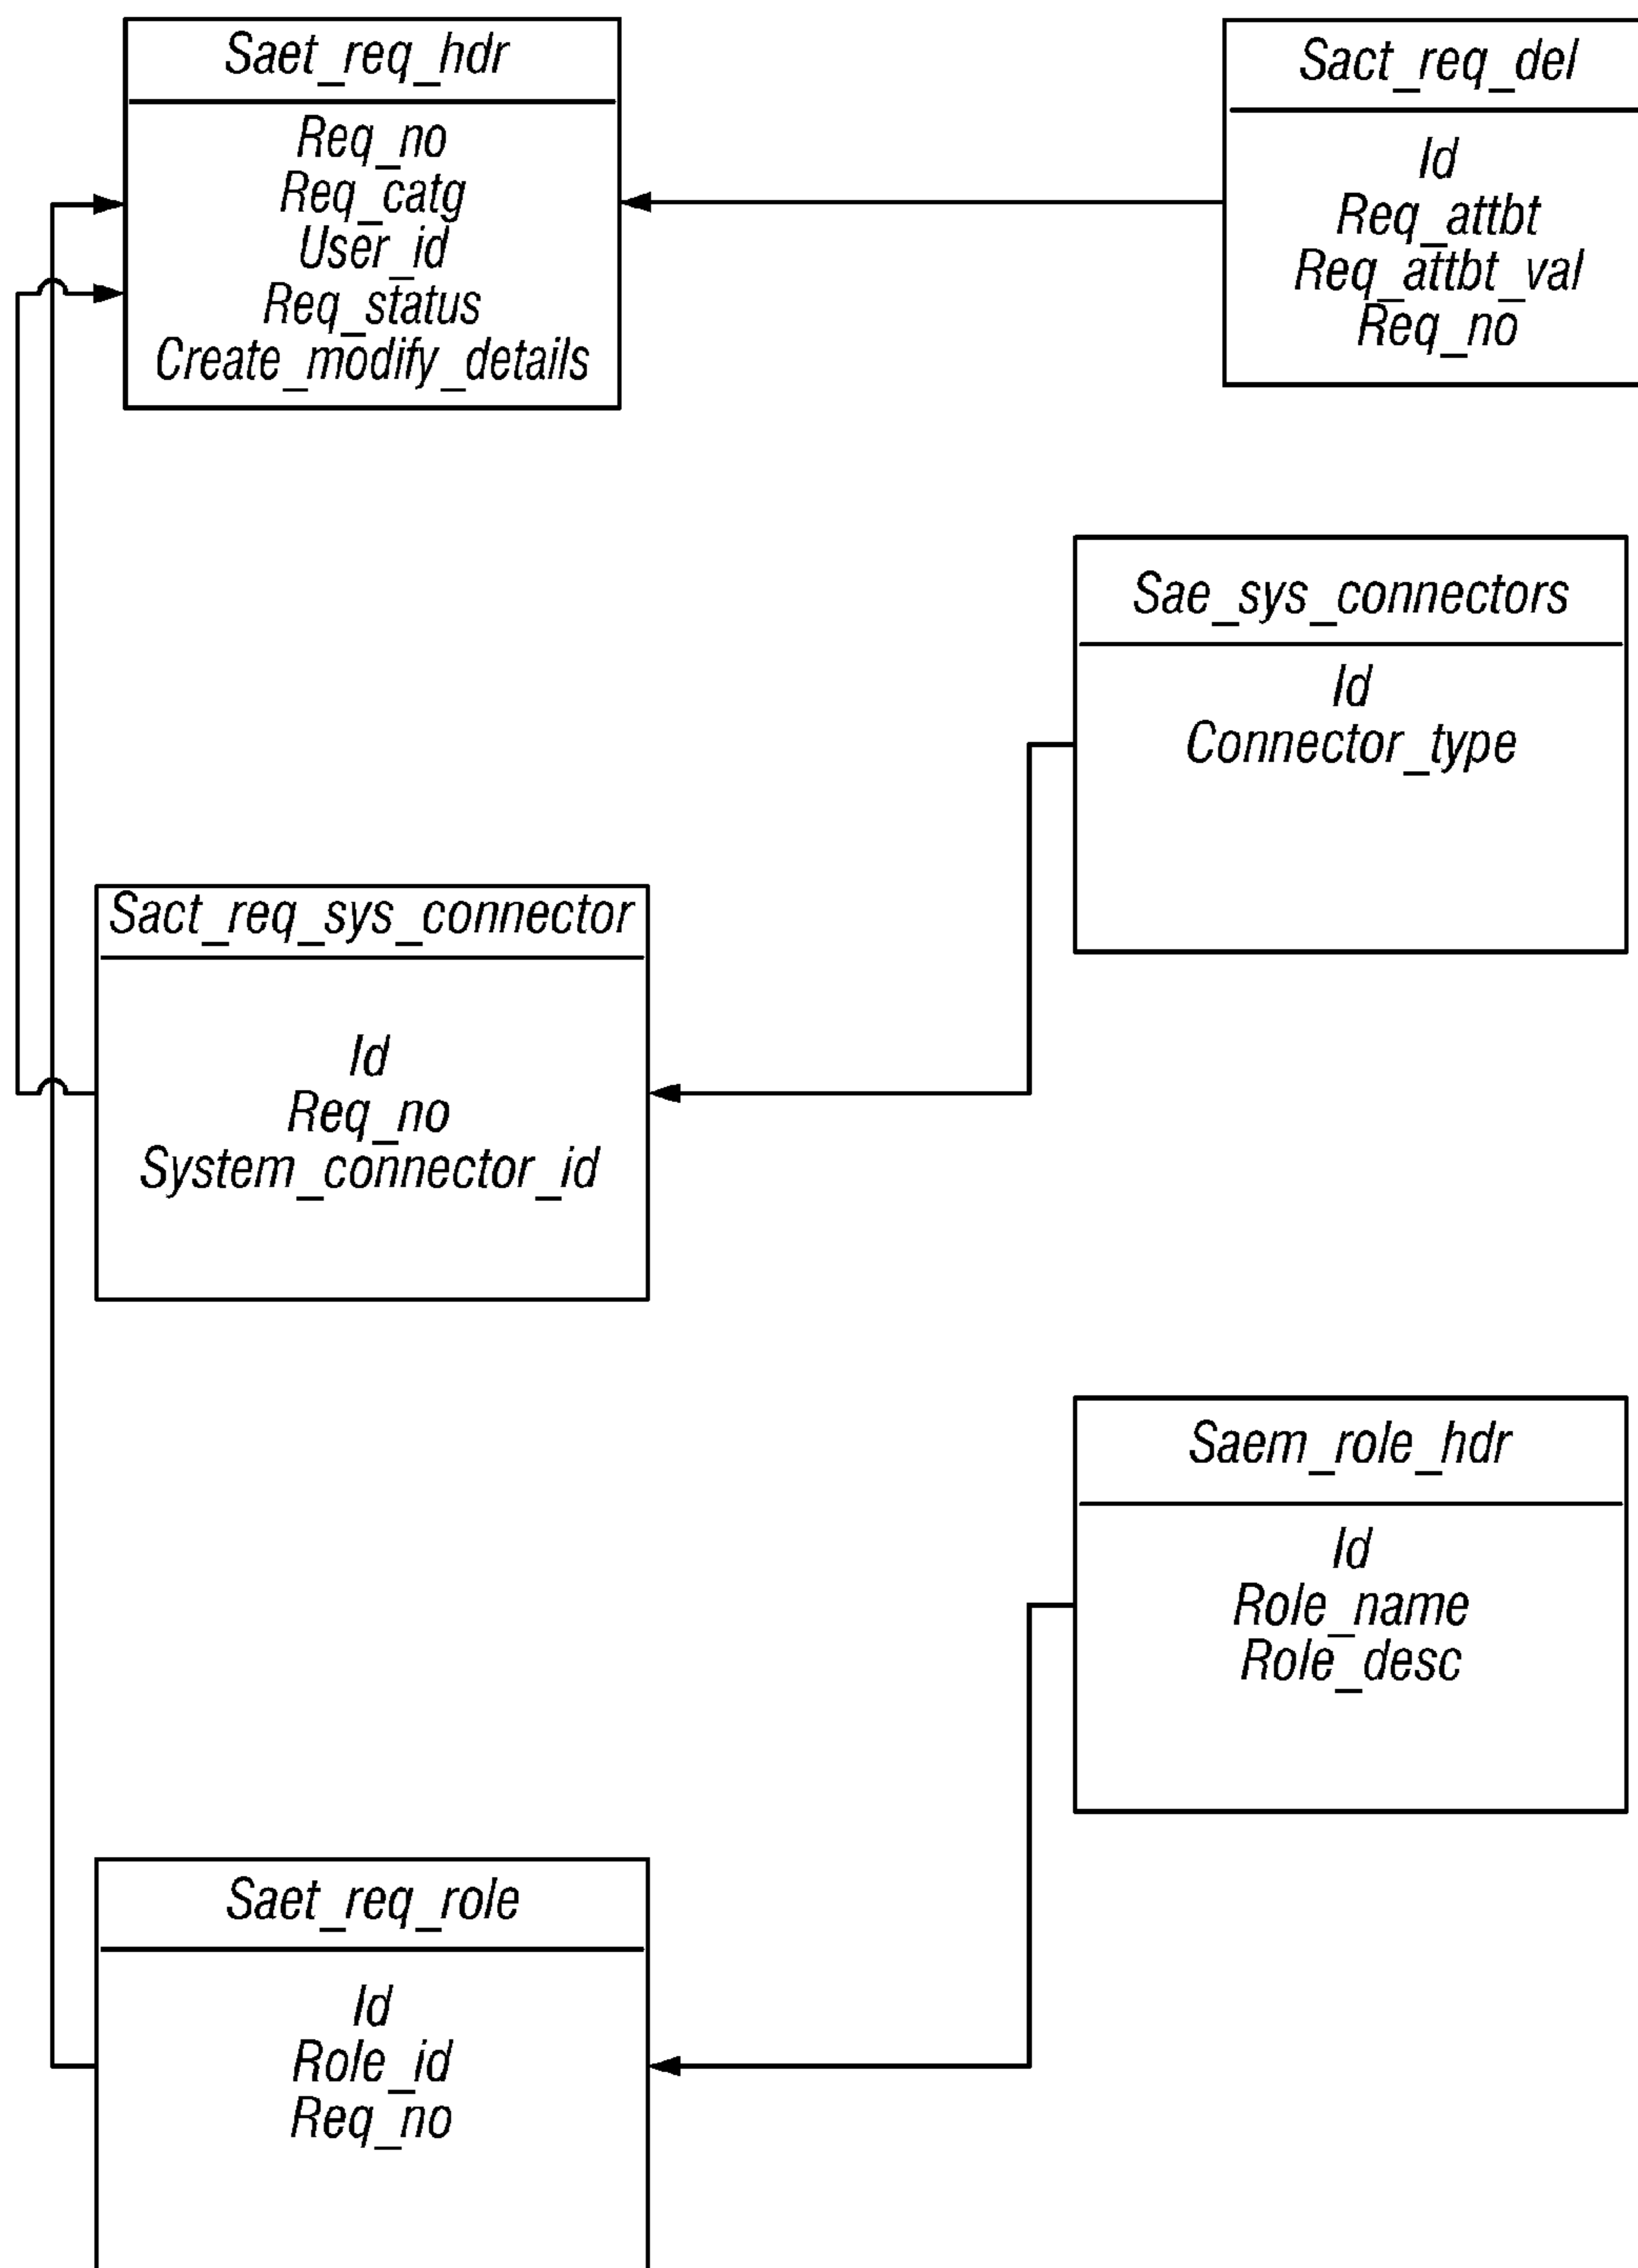 Saet_req_hdr
Req_no
Req_catg
User_id
Req_status
Create_modify_details
Sact_req_del
Id
Req_attbt
Req_attbt_val
Req_no
Sae_sys_connectors
Id
Connector_type
Sact_req_sys_connector
Id
Req_no
System_connector_id
Saem_role_hdr
Id
Role_name
Role_desc
Saet_req_role
Id
Role_id
Req_no